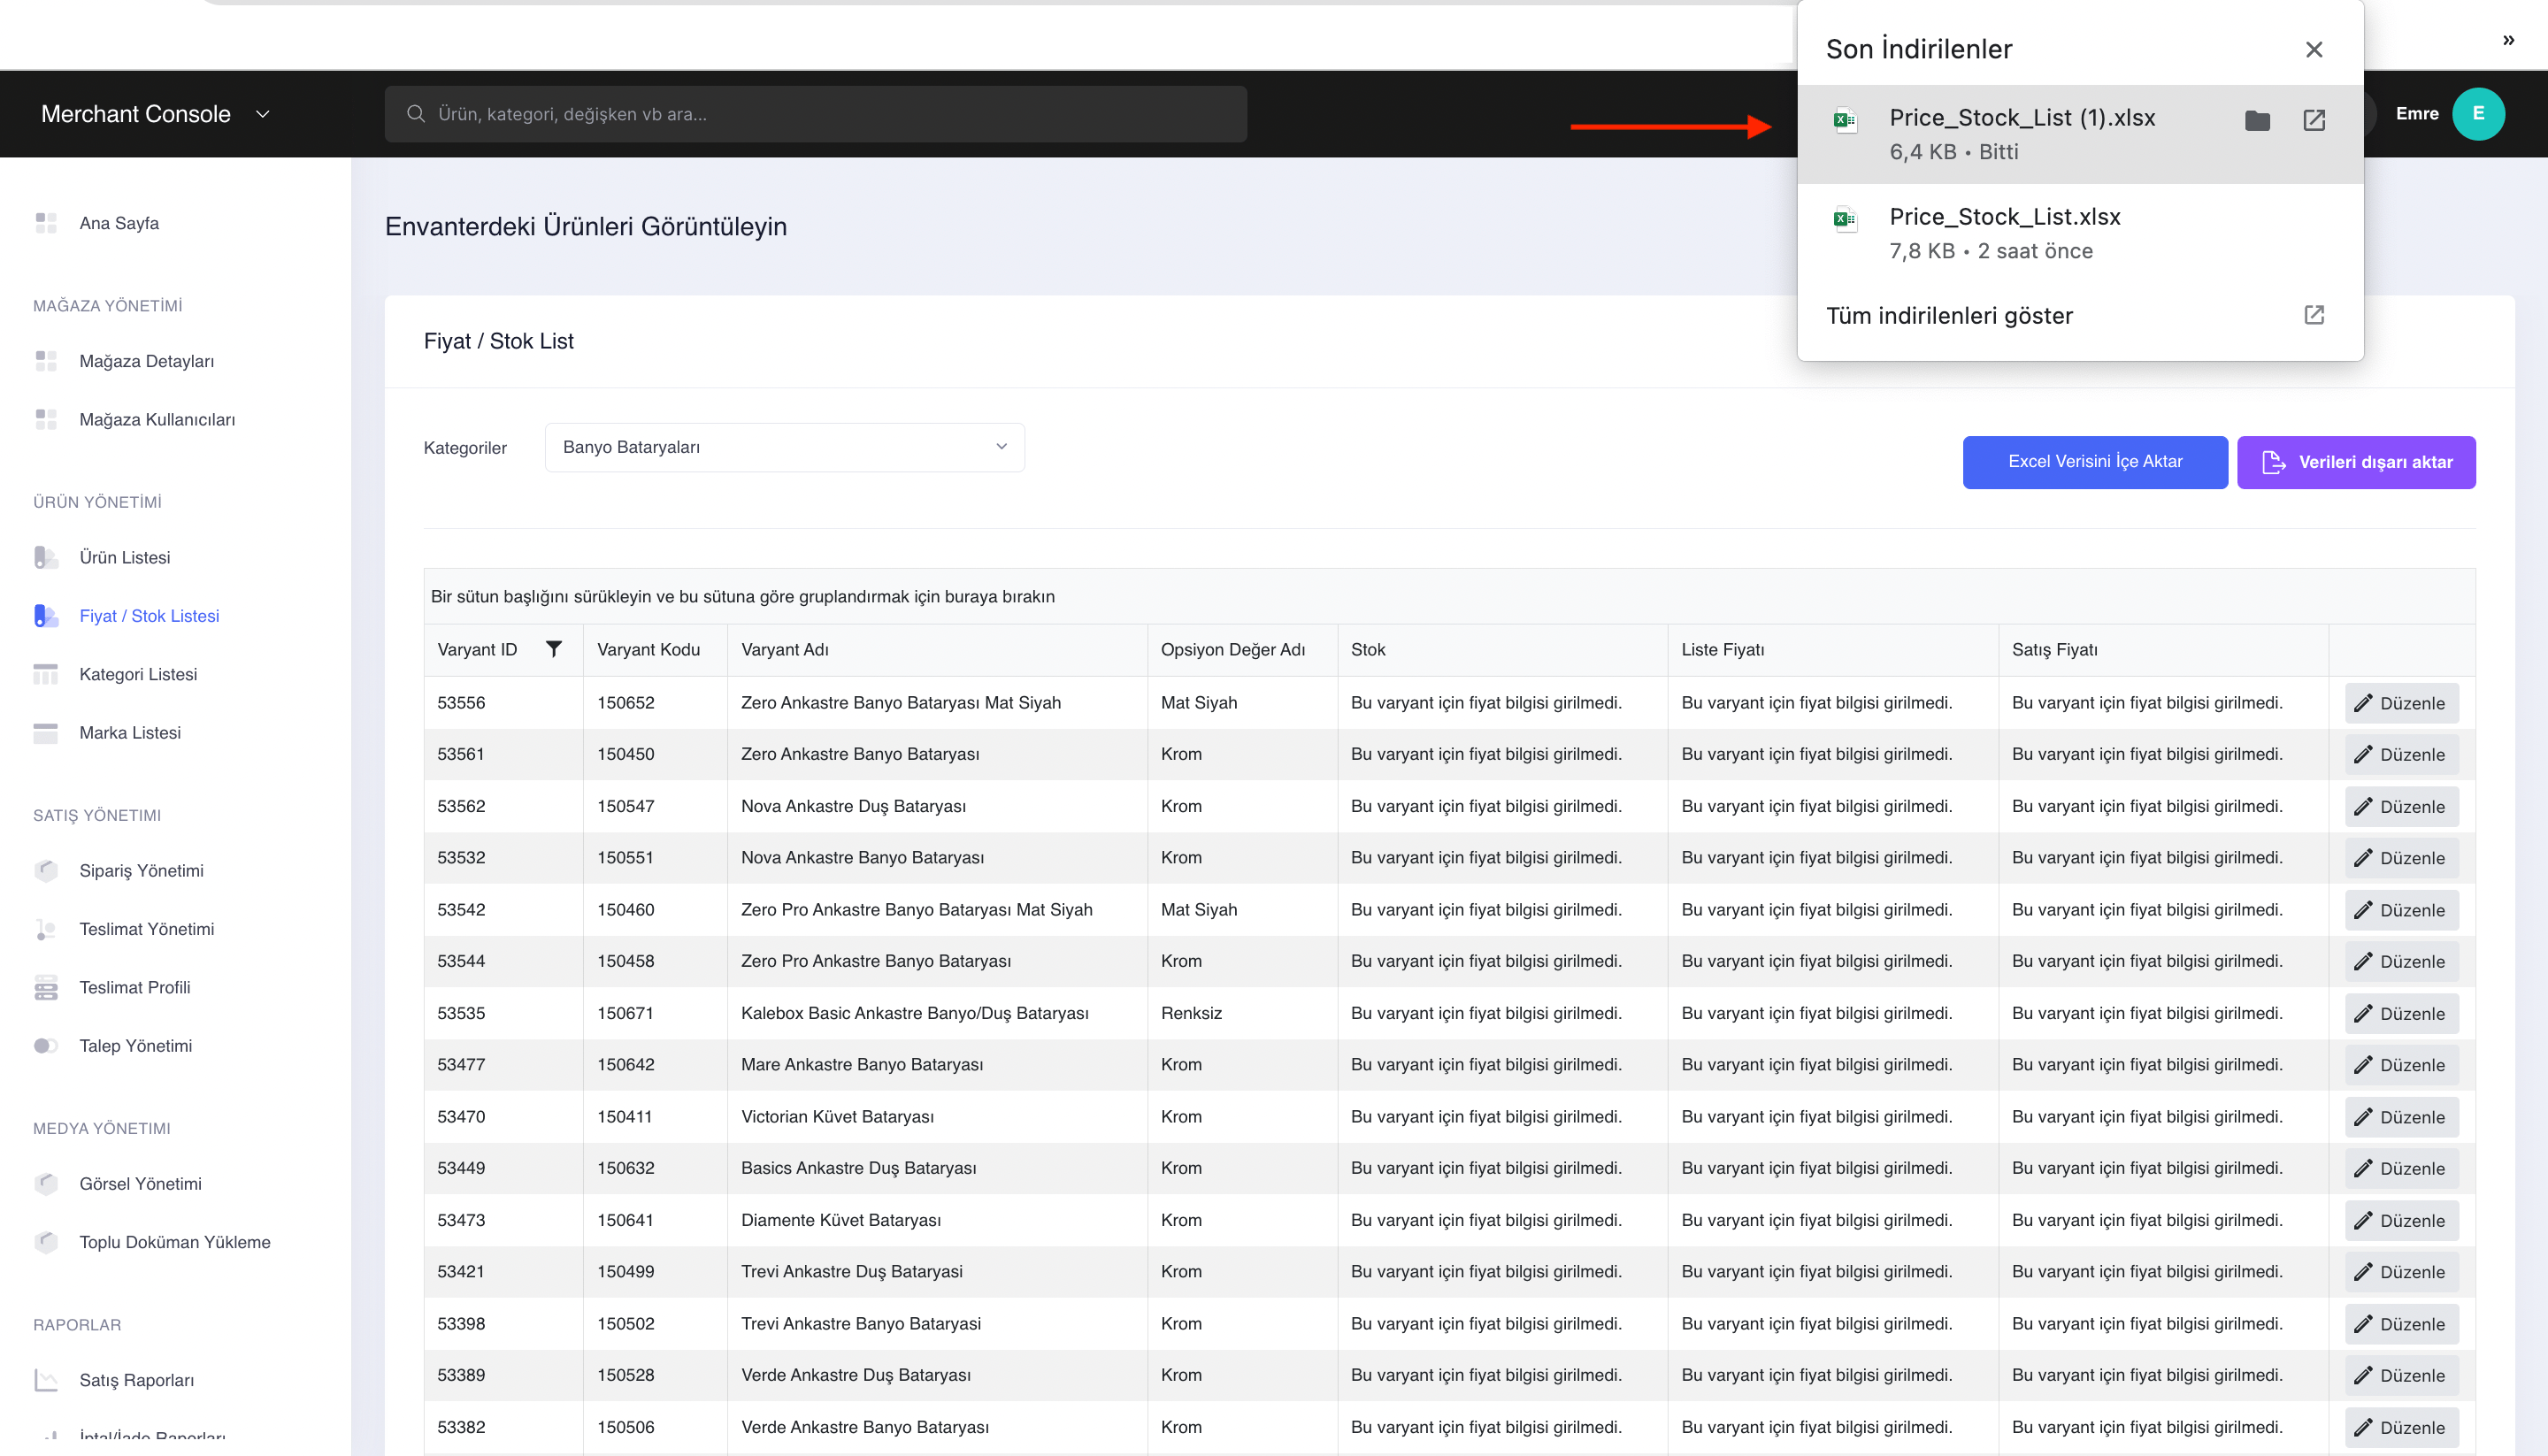 Son İndirilenler
»
Price_Stock_List (1).xlsx
6,4 KB • Bitti
Price_Stock_List.xlsx
7,8 KB • 2 saat önce
Tüm indirilenleri göster
Merchant Console
Ürün, kategori, değişken vb ara...
Emre
E
Ana Sayfa
MAĞAZA YÖNETİMİ
Mağaza Detayları
Mağaza Kullanıcıları
ÜRÜN YÖNETİMİ
Ürün Listesi
Fiyat / Stok Listesi
Kategori Listesi
Marka Listesi
SATIŞ YÖNETIMI
Sipariş Yönetimi
Teslimat Yönetimi
Teslimat Profili
Talep Yönetimi
MEDYA YÖNETIMI
Görsel Yönetimi
Toplu Doküman Yükleme
RAPORLAR
Satış Raporları
İptal/İade Raporları
Envanterdeki Ürünleri Görüntüleyin
Fiyat / Stok List
Kategoriler Banyo Bataryaları
Excel Verisini İçe Aktar Verileri dışarı aktar
Bir sütun başlığını sürükleyin ve bu sütuna göre gruplandırmak için buraya bırakın
Varyant ID Varyant Kodu Varyant Adı Opsiyon Değer Adı Stok Liste Fiyatı Satış Fiyatı
53556 150652 Zero Ankastre Banyo Bataryası Mat Siyah Mat Siyah Bu varyant için fiyat bilgisi girilmedi. Bu varyant için fiyat bilgisi girilmedi. Bu varyant için fiyat bilgisi girilmedi. Düzenle
53561 150450 Zero Ankastre Banyo Bataryası Krom Bu varyant için fiyat bilgisi girilmedi. Bu varyant için fiyat bilgisi girilmedi. Bu varyant için fiyat bilgisi girilmedi. Düzenle
53562 150547 Nova Ankastre Duş Bataryası Krom Bu varyant için fiyat bilgisi girilmedi. Bu varyant için fiyat bilgisi girilmedi. Bu varyant için fiyat bilgisi girilmedi. Düzenle
53532 150551 Nova Ankastre Banyo Bataryası Krom Bu varyant için fiyat bilgisi girilmedi. Bu varyant için fiyat bilgisi girilmedi. Bu varyant için fiyat bilgisi girilmedi. Düzenle
53542 150460 Zero Pro Ankastre Banyo Bataryası Mat Siyah Mat Siyah Bu varyant için fiyat bilgisi girilmedi. Bu varyant için fiyat bilgisi girilmedi. Bu varyant için fiyat bilgisi girilmedi. Düzenle
53544 150458 Zero Pro Ankastre Banyo Bataryası Krom Bu varyant için fiyat bilgisi girilmedi. Bu varyant için fiyat bilgisi girilmedi. Bu varyant için fiyat bilgisi girilmedi. Düzenle
53535 150671 Kalebox Basic Ankastre Banyo/Duş Bataryası Renksiz Bu varyant için fiyat bilgisi girilmedi. Bu varyant için fiyat bilgisi girilmedi. Bu varyant için fiyat bilgisi girilmedi. Düzenle
53477 150642 Mare Ankastre Banyo Bataryası Krom Bu varyant için fiyat bilgisi girilmedi. Bu varyant için fiyat bilgisi girilmedi. Bu varyant için fiyat bilgisi girilmedi. Düzenle
53470 150411 Victorian Küvet Bataryası Krom Bu varyant için fiyat bilgisi girilmedi. Bu varyant için fiyat bilgisi girilmedi. Bu varyant için fiyat bilgisi girilmedi. Düzenle
53449 150632 Basics Ankastre Duş Bataryası Krom Bu varyant için fiyat bilgisi girilmedi. Bu varyant için fiyat bilgisi girilmedi. Bu varyant için fiyat bilgisi girilmedi. Düzenle
53473 150641 Diamente Küvet Bataryası Krom Bu varyant için fiyat bilgisi girilmedi. Bu varyant için fiyat bilgisi girilmedi. Bu varyant için fiyat bilgisi girilmedi. Düzenle
53421 150499 Trevi Ankastre Duş Bataryasi Krom Bu varyant için fiyat bilgisi girilmedi. Bu varyant için fiyat bilgisi girilmedi. Bu varyant için fiyat bilgisi girilmedi. Düzenle
53398 150502 Trevi Ankastre Banyo Bataryasi Krom Bu varyant için fiyat bilgisi girilmedi. Bu varyant için fiyat bilgisi girilmedi. Bu varyant için fiyat bilgisi girilmedi. Düzenle
53389 150528 Verde Ankastre Duş Bataryası Krom Bu varyant için fiyat bilgisi girilmedi. Bu varyant için fiyat bilgisi girilmedi. Bu varyant için fiyat bilgisi girilmedi. Düzenle
53382 150506 Verde Ankastre Banyo Bataryası Krom Bu varyant için fiyat bilgisi girilmedi. Bu varyant için fiyat bilgisi girilmedi. Bu varyant için fiyat bilgisi girilmedi. Düzenle